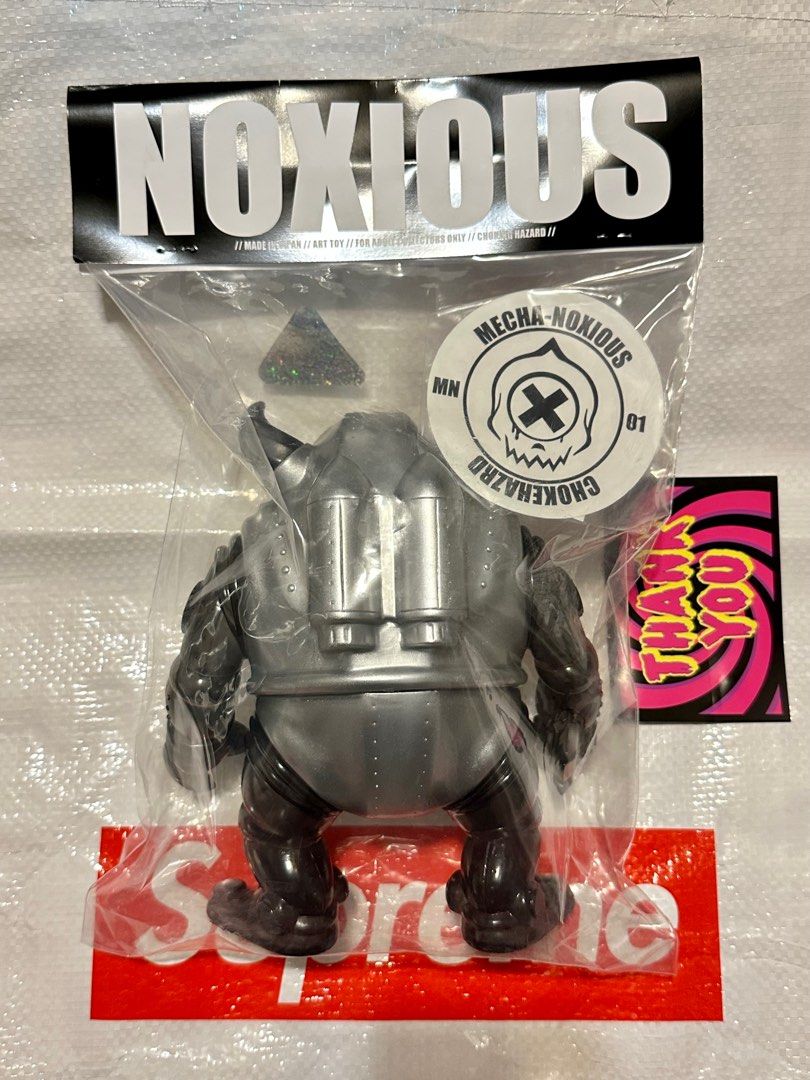 NOXIOUS
// MADE IN JAPAN // ART TOY // FOR ADULT COLLECTORS ONLY // CHOKING HAZARD //
MECHA-NOXIOUS
MN
01
CHOKEHAZRD
THANK
YOU
Supreme